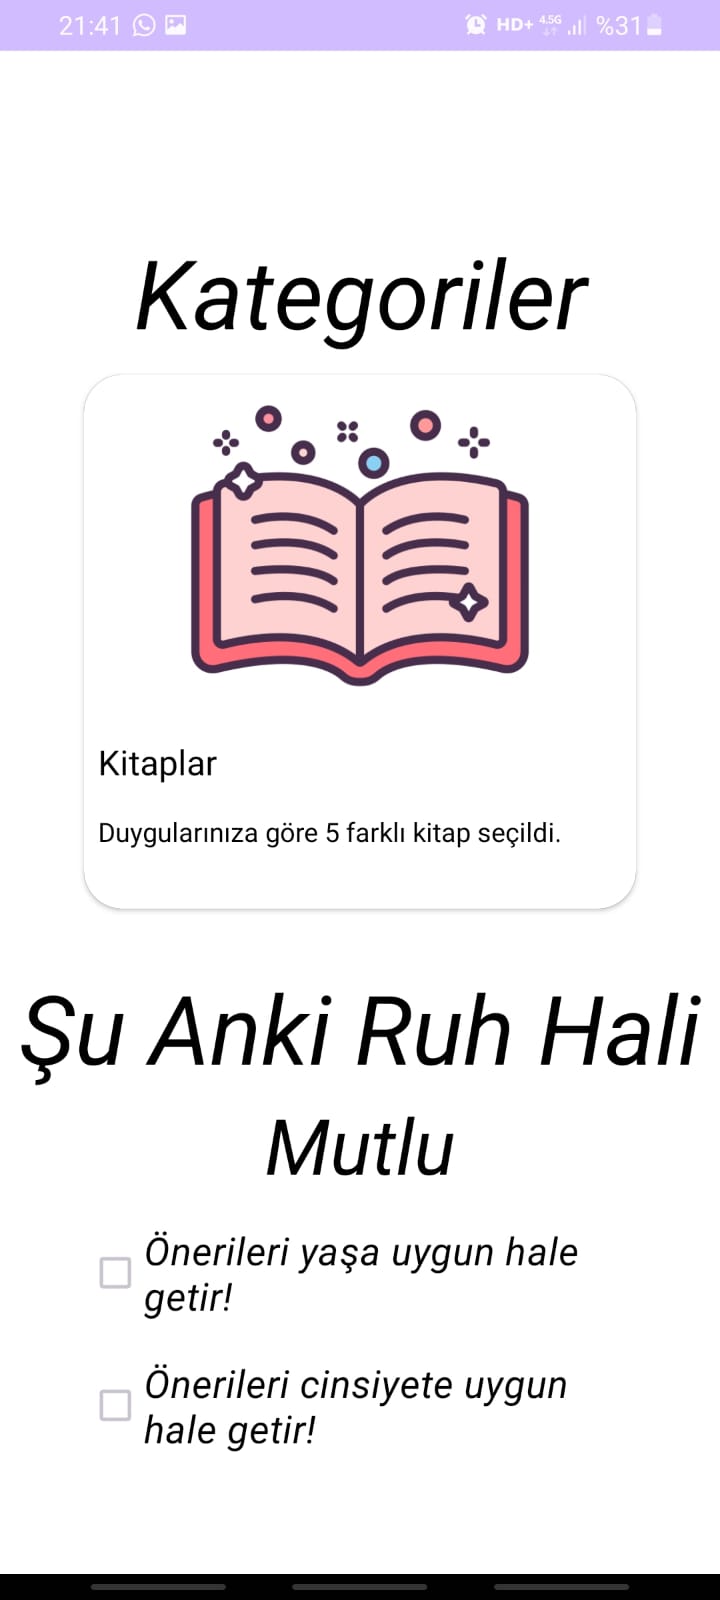 21:41 HD+ 4.5G %31
Kategoriler
Kitaplar
Duygularınıza göre 5 farklı kitap seçildi.
Şu Anki Ruh Hali
Mutlu
Önerileri yaşa uygun hale
getir!
Önerileri cinsiyete uygun
hale getir!